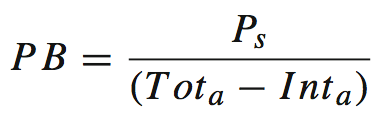 PB = P_s / (Tot_a − Int_a)